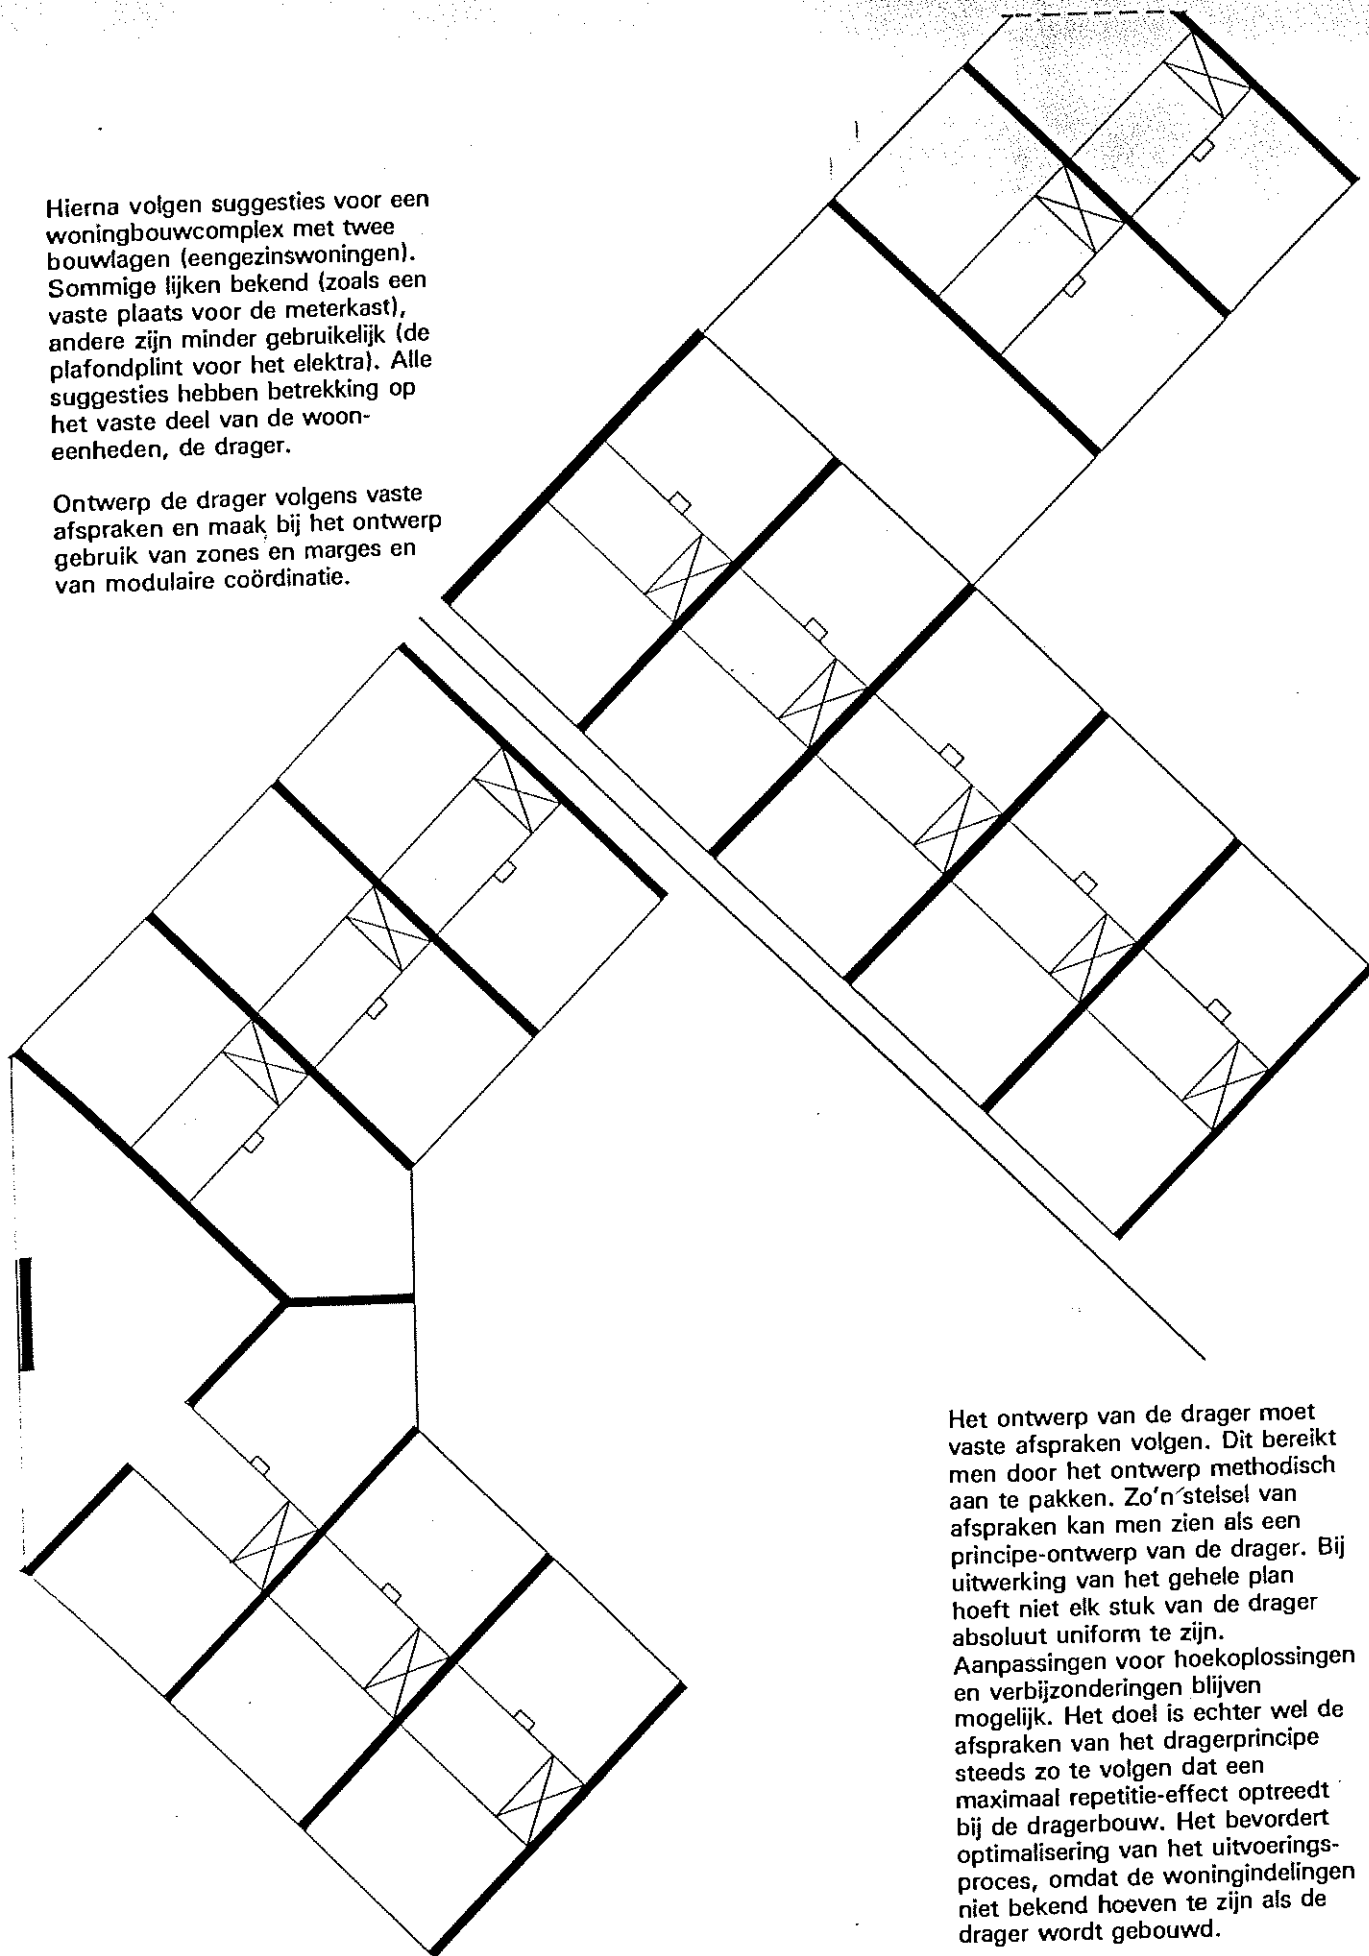 Hierna volgen suggesties voor een
woningbouwcomplex met twee
bouwlagen (eengezinswoningen).
Sommige lijken bekend (zoals een
vaste plaats voor de meterkast),
andere zijn minder gebruikelijk (de
plafondplint voor het elektra). Alle
suggesties hebben betrekking op
het vaste deel van de woon-
eenheden, de drager.
Ontwerp de drager volgens vaste
afspraken en maak bij het ontwerp
gebruik van zones en marges en
van modulaire coördinatie.
Het ontwerp van de drager moet
vaste afspraken volgen. Dit bereikt
men door het ontwerp methodisch
aan te pakken. Zo'n stelsel van
afspraken kan men zien als een
principe-ontwerp van de drager. Bij
uitwerking van het gehele plan
hoeft niet elk stuk van de drager
absoluut uniform te zijn.
Aanpassingen voor hoekoplossingen
en verbijzonderingen blijven
mogelijk. Het doel is echter wel de
afspraken van het dragerprincipe
steeds zo te volgen dat een
maximaal repetitie-effect optreedt
bij de dragerbouw. Het bevordert
optimalisering van het uitvoerings-
proces, omdat de woningindelingen
niet bekend hoeven te zijn als de
drager wordt gebouwd.